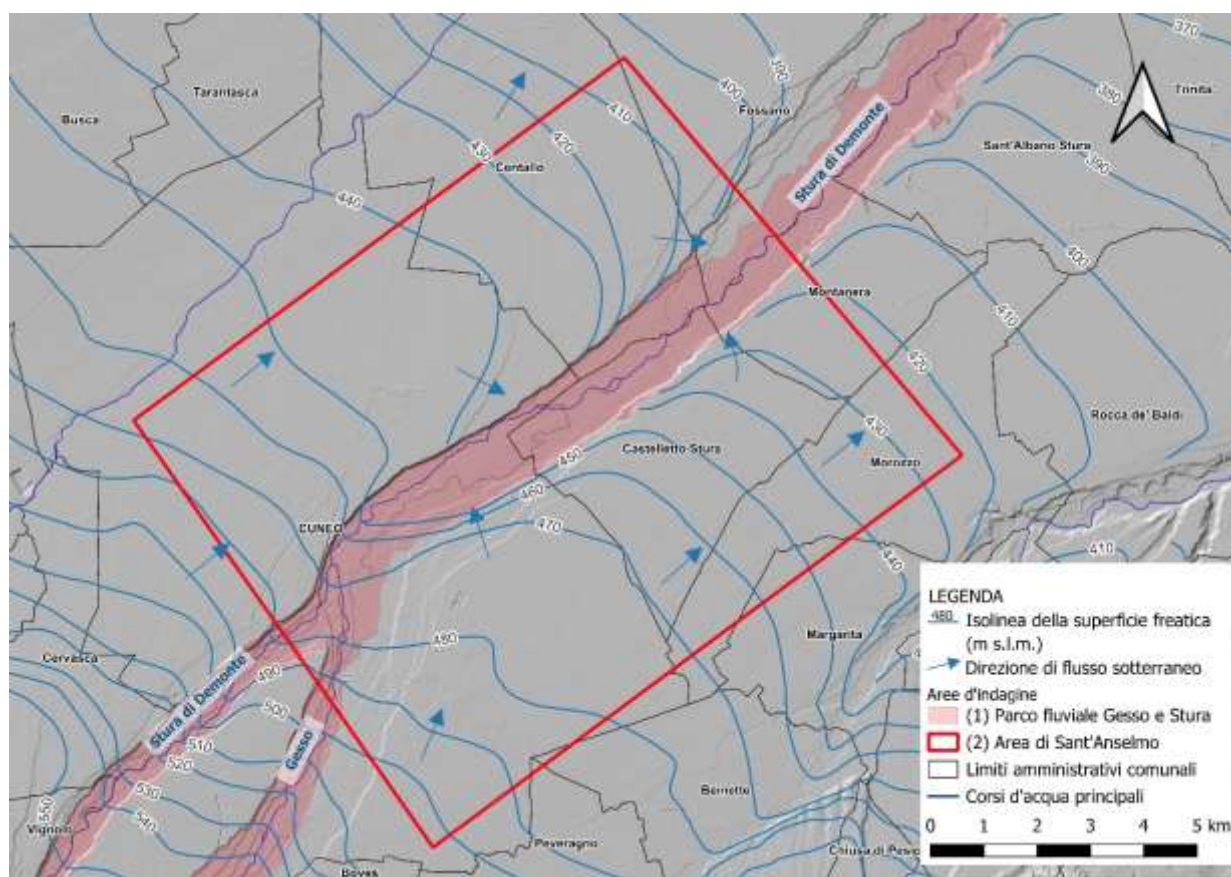 370
390
400
Tarantasca
410
Fossano
380
Trinità
Busca
420
Sant'Albano Stura
430
Centallo
390
Stura di Demonte
440
400
Montanera
410
420
Rocca de' Baldi
Castelletto Stura
430
450
Morozzo
460
CUNEO
470
410
440
LEGENDA
480 Isolinea della superficie freatica
(m s.l.m.)
Direzione di flusso sotterraneo
Aree d'indagine
(1) Parco fluviale Gesso e Stura
(2) Area di Sant'Anselmo
Limiti amministrativi comunali
Corsi d'acqua principali
0 1 2 3 4 5 km
480
Margarita
Cervasca
490
Stura di Demonte
500
510
Gesso
520
530
540
550
Beinette
Vignolo
Peveragno
Boves